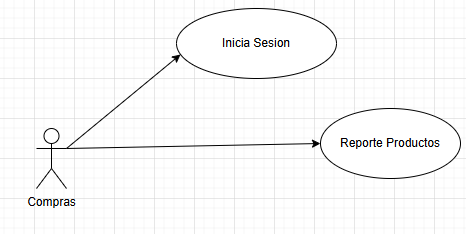 Inicia Sesion
Reporte Productos
Compras